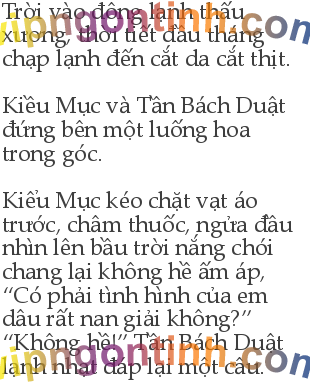 Trời vào đông lạnh thấu
xương, thời tiết đầu tháng
chạp lạnh đến cắt da cắt thịt.
Kiều Mục và Tần Bách Duật
đứng bên một luống hoa
trong góc.
Kiểu Mục kéo chặt vạt áo
trước, châm thuốc, ngửa đầu
nhìn lên bầu trời nắng chói
chang lại không hề ấm áp,
“Có phải tình hình của em
dâu rất nan giải không?”
“Không hề!” Tần Bách Duật
lạnh nhạt đáp lại một câu.
vipngontinh.com
vipngontinh.com